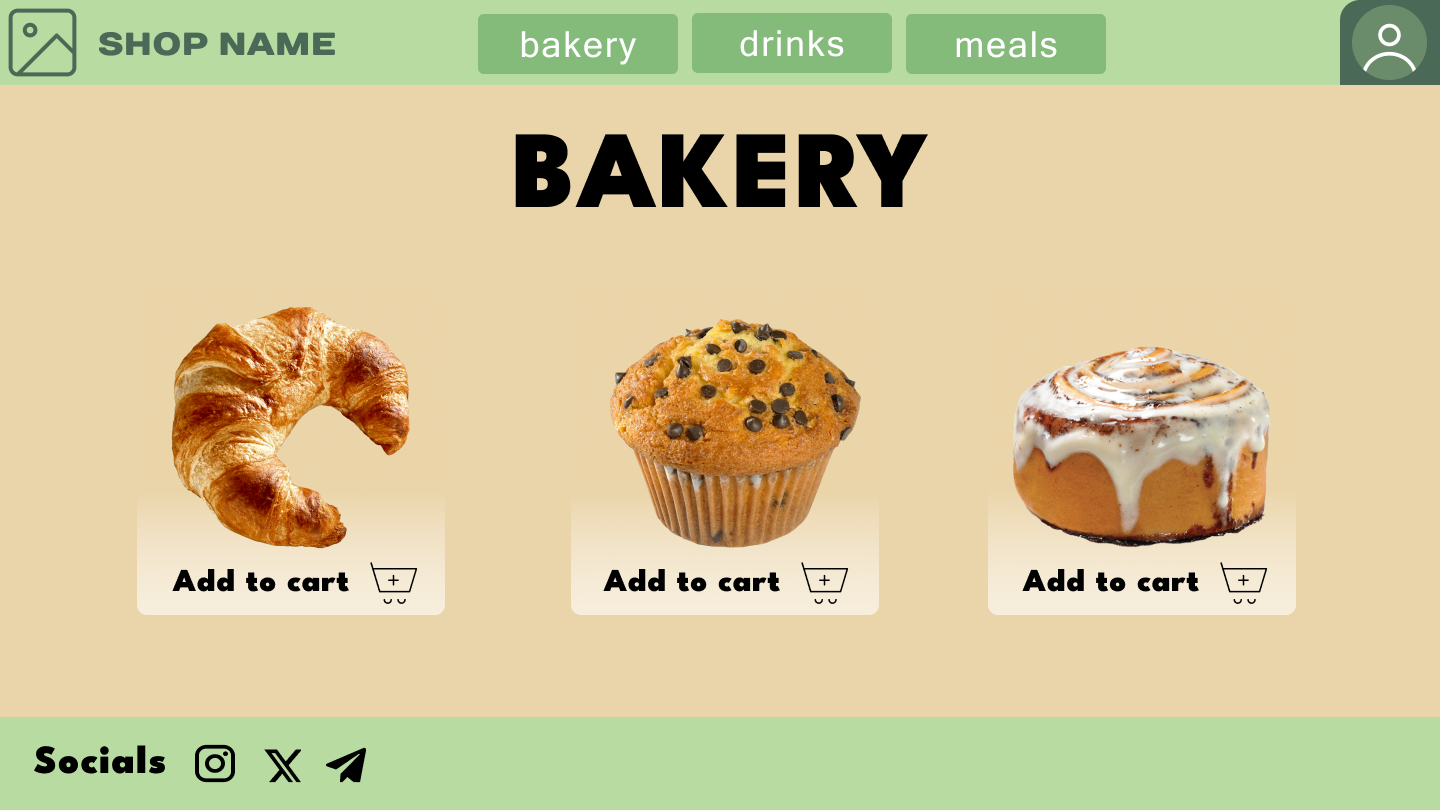 SHOP NAME
bakery
drinks
meals
BAKERY
Add to cart
Add to cart
Add to cart
Socials